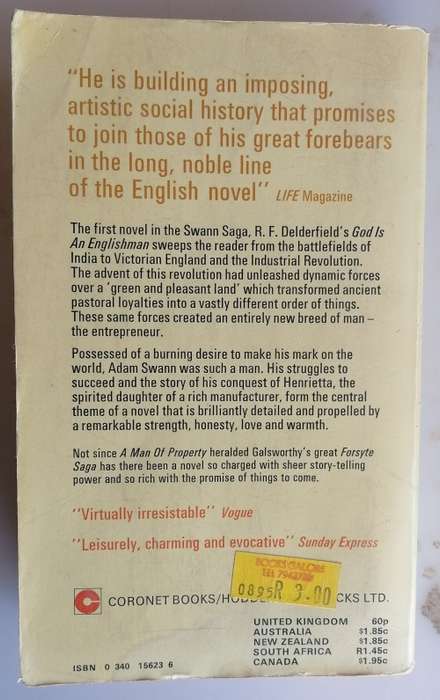 "He is building an imposing,
artistic social history that promises
to join those of his great forebears
in the long, noble line
of the English novel" LIFE Magazine
The first novel in the Swann Saga, R. F. Delderfield's God Is
An Englishman sweeps the reader from the battlefields of
India to Victorian England and the Industrial Revolution.
The advent of this revolution had unleashed dynamic forces
over a 'green and pleasant land' which transformed ancient
pastoral loyalties into a vastly different order of things.
These same forces created an entirely new breed of man –
the entrepreneur.
Possessed of a burning desire to make his mark on the
world, Adam Swann was such a man. His struggles to
succeed and the story of his conquest of Henrietta, the
spirited daughter of a rich manufacturer, form the central
theme of a novel that is brilliantly detailed and propelled by
a remarkable strength, honesty, love and warmth.
Not since A Man Of Property heralded Galsworthy's great Forsyte
Saga has there been a novel so charged with sheer story-telling
power and so rich with the promise of things to come.
"Virtually irresistable" Vogue
"Leisurely, charming and evocative" Sunday Express
BOOKS GALORE
TEL
0895R 3.00
CORONET BOOKS/ LTD.
UNITED KINGDOM 60p
AUSTRALIA $1.85c
NEW ZEALAND $1.85c
SOUTH AFRICA R1.45c
CANADA $1.95c
ISBN 0 340 15623 6